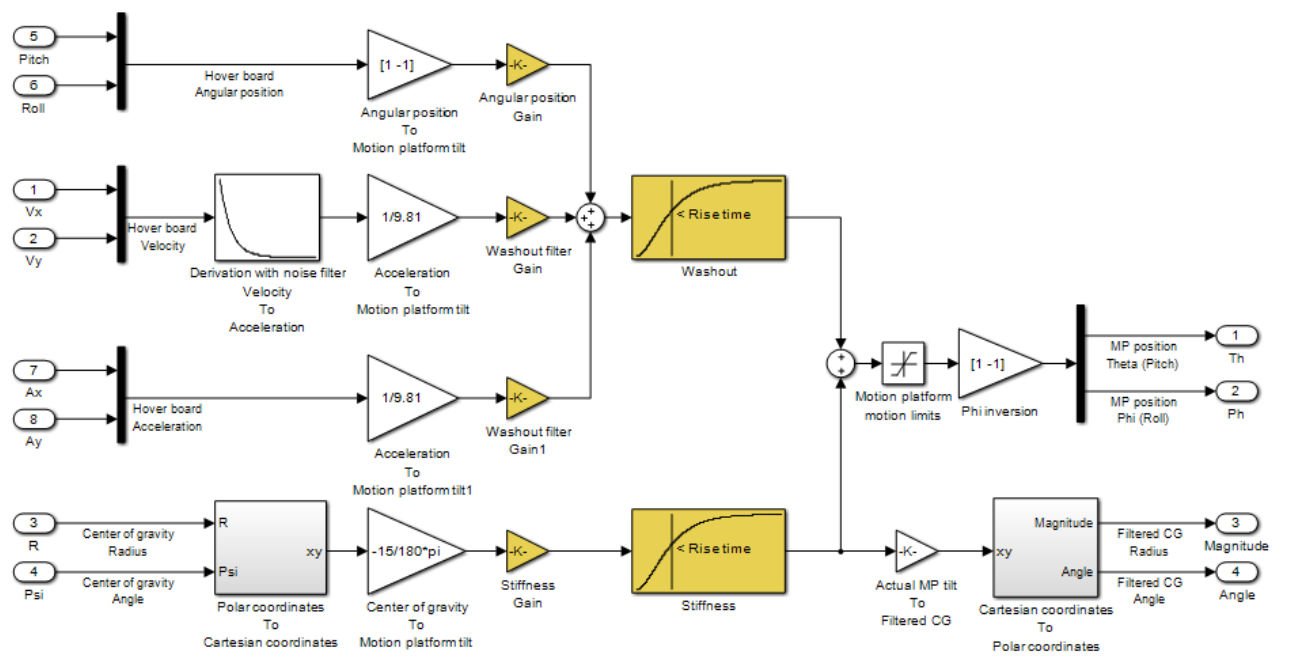 5
Pitch
6
Roll
Hover board
Angular position
[1 -1]
Angular position
To
Motion platform tilt
-K-
Angular position
Gain
1
Vx
2
Vy
Hover board
Velocity
Derivation with noise filter
Velocity
To
Acceleration
1/9.81
Acceleration
To
Motion platform tilt
-K-
Washout filter
Gain
+
+
+
< Rise time
Washout
7
Ax
8
Ay
Hover board
Acceleration
1/9.81
Acceleration
To
Motion platform tilt1
-K-
Washout filter
Gain1
+
+
Motion platform
motion limits
[1 -1]
Phi inversion
MP position
Theta (Pitch)
1
Th
MP position
Phi (Roll)
2
Ph
3
R
Center of gravity
Radius
4
Psi
Center of gravity
Angle
R
Psi
xy
Polar coordinates
To
Cartesian coordinates
-15/180*pi
Center of gravity
To
Motion platform tilt
-K-
Stiffness
Gain
< Rise time
Stiffness
-K-
Actual MP tilt
To
Filtered CG
xy
Magnitude
Angle
Cartesian coordinates
To
Polar coordinates
Filtered CG
Radius
3
Magnitude
Filtered CG
Angle
4
Angle